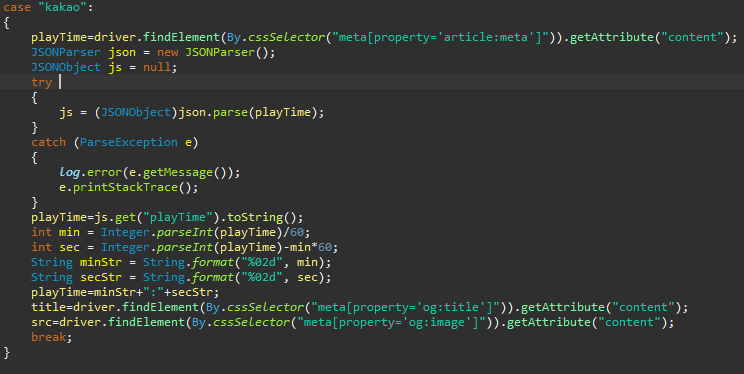 case "kakao":
{
    playTime=driver.findElement(By.cssSelector("meta[property='article:meta']")).getAttribute("content");
    JSONParser json = new JSONParser();
    JSONObject js = null;
    try
    {
        js = (JSONObject)json.parse(playTime);
    }
    catch (ParseException e)
    {
        log.error(e.getMessage());
        e.printStackTrace();
    }
    playTime=js.get("playTime").toString();
    int min = Integer.parseInt(playTime)/60;
    int sec = Integer.parseInt(playTime)-min*60;
    String minStr = String.format("%02d", min);
    String secStr = String.format("%02d", sec);
    playTime=minStr+":"+secStr;
    title=driver.findElement(By.cssSelector("meta[property='og:title']")).getAttribute("content");
    src=driver.findElement(By.cssSelector("meta[property='og:image']")).getAttribute("content");
    break;
}